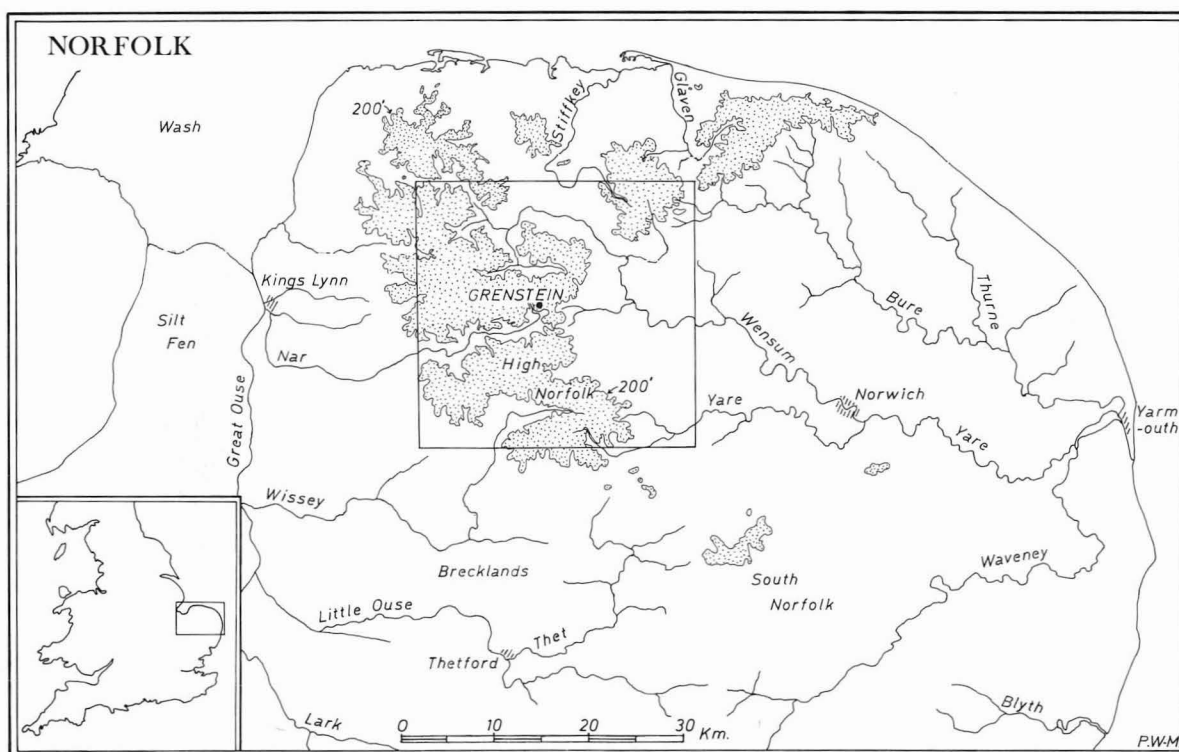 NORFOLK
200'
Stiffkey
Glaven
Wash
Kings Lynn
GRENSTEIN
Thurne
Bure
Silt
Fen
Nar
High
Norfolk
200'
Wensum
Great Ouse
Yare
Norwich
Yare
Yarm
-outh
Wissey
Brecklands
Waveney
South
Norfolk
Little Ouse
Thet
Thetford
Blyth
Lark
0 10 20 30
Km.
P.W-M